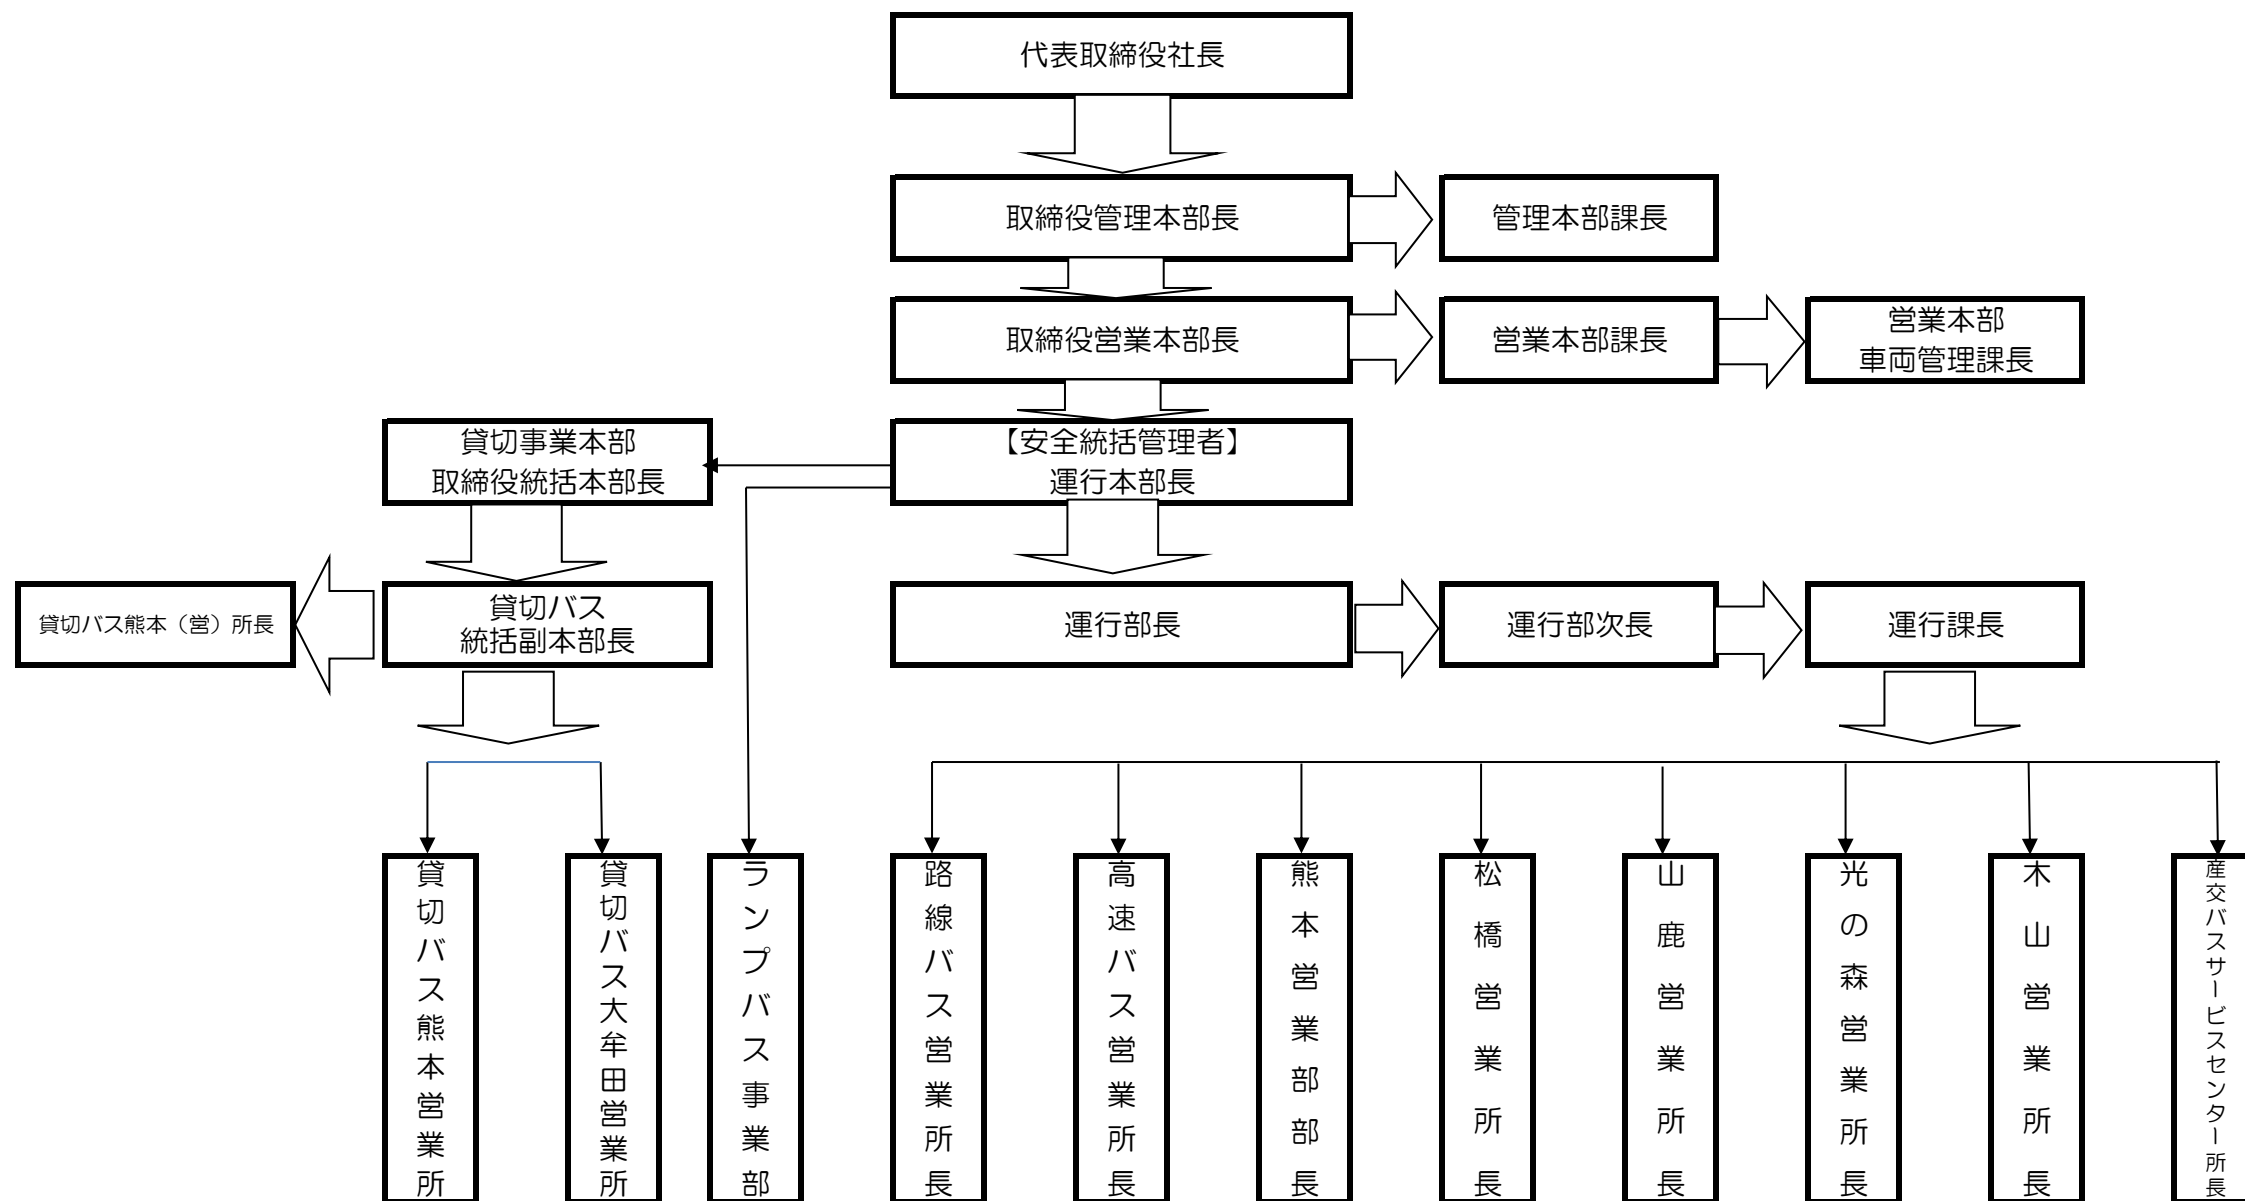 代表取締役社長
取締役管理本部長
管理本部課長
取締役営業本部長
営業本部課長
営業本部
車両管理課長
貸切事業本部
取締役統括本部長
【安全統括管理者】
運行本部長
貸切バス熊本（営）所長
貸切バス
統括副本部長
運行部長
運行部次長
運行課長
貸切バス熊本営業所
貸切バス大牟田営業所
ランプバス事業部
路線バス営業所長
高速バス営業所長
熊本営業部部長
松橋営業所長
山鹿営業所長
光の森営業所長
木山営業所長
産交バスサービスセンター所長